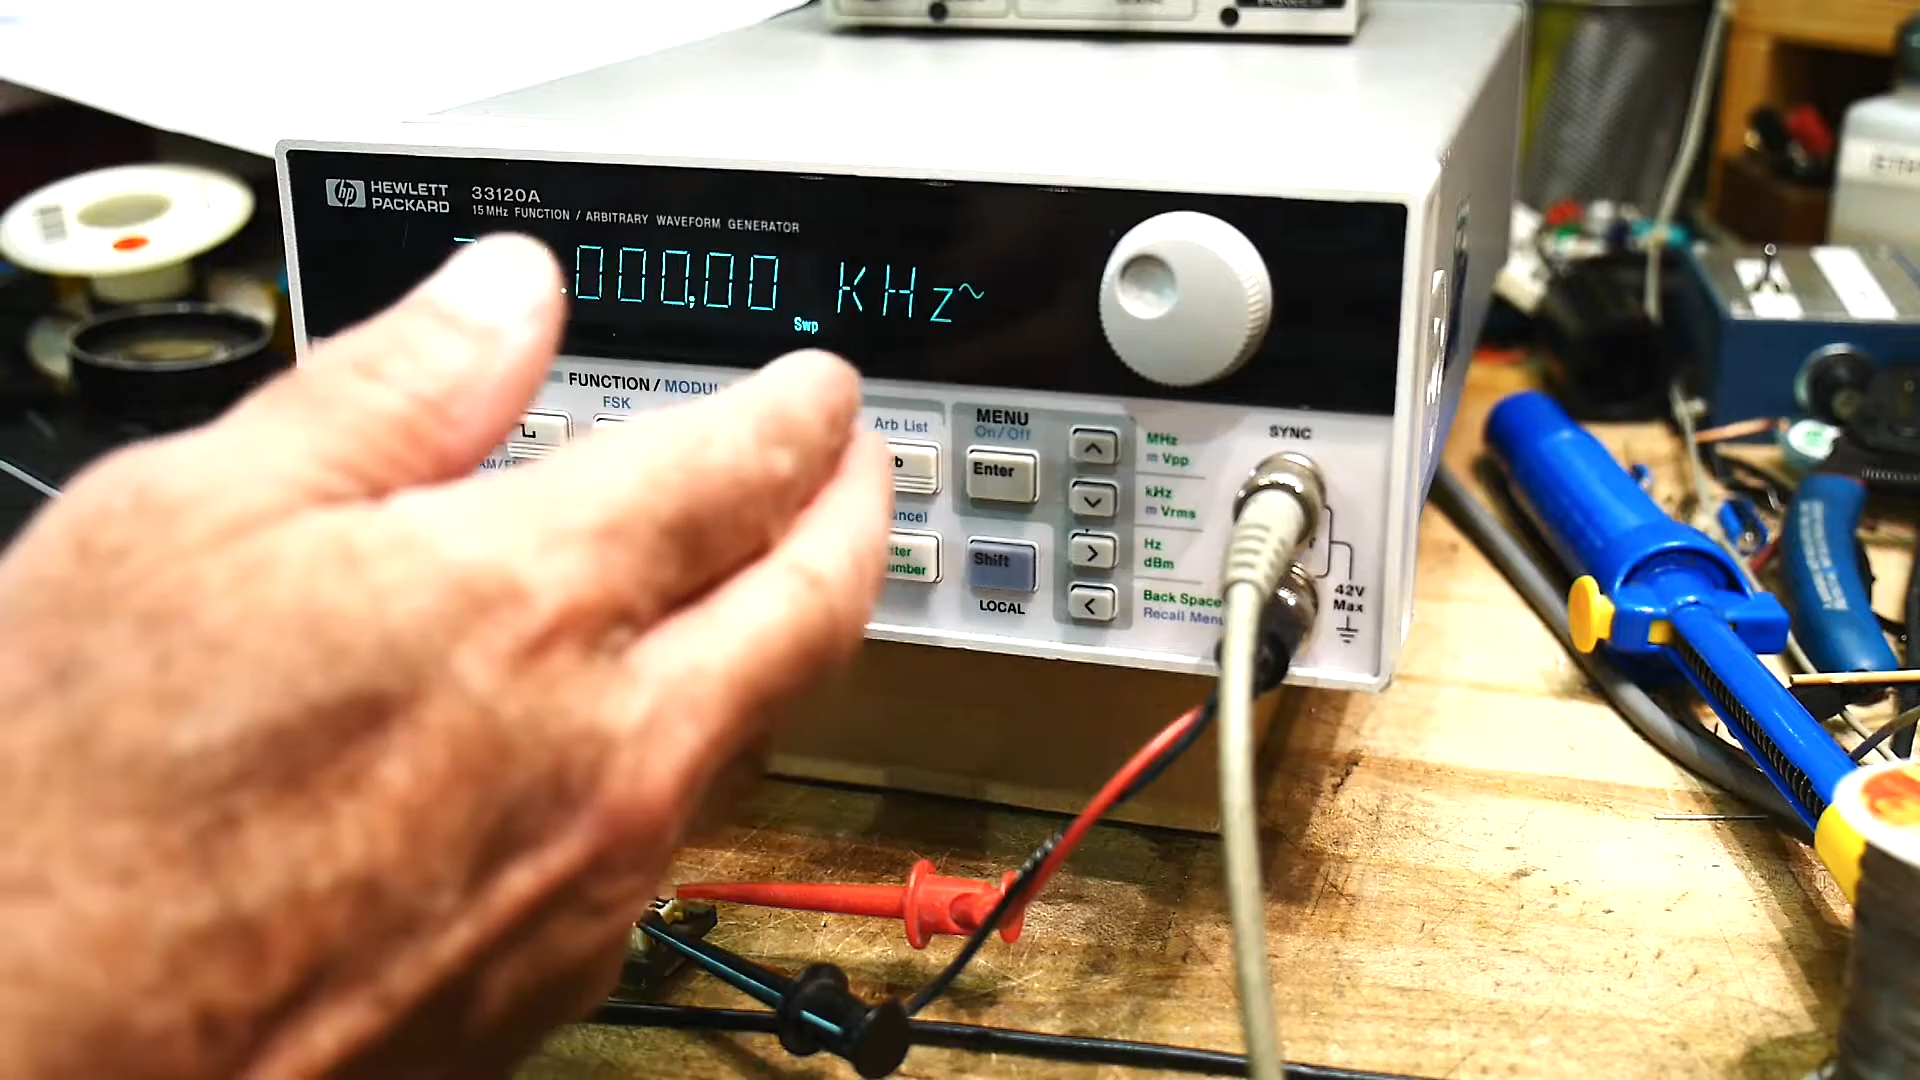 hp HEWLETT PACKARD
33120A
15 MHz FUNCTION / ARBITRARY WAVEFORM GENERATOR
.000,00 KHz~
Swp
FUNCTION / MODU
FSK
Arb List
MENU
On/Off
Enter
MHz
m Vpp
kHz
m Vrms
Hz
dBm
Back Space
Recall Menu
Shift
LOCAL
SYNC
42V
Max